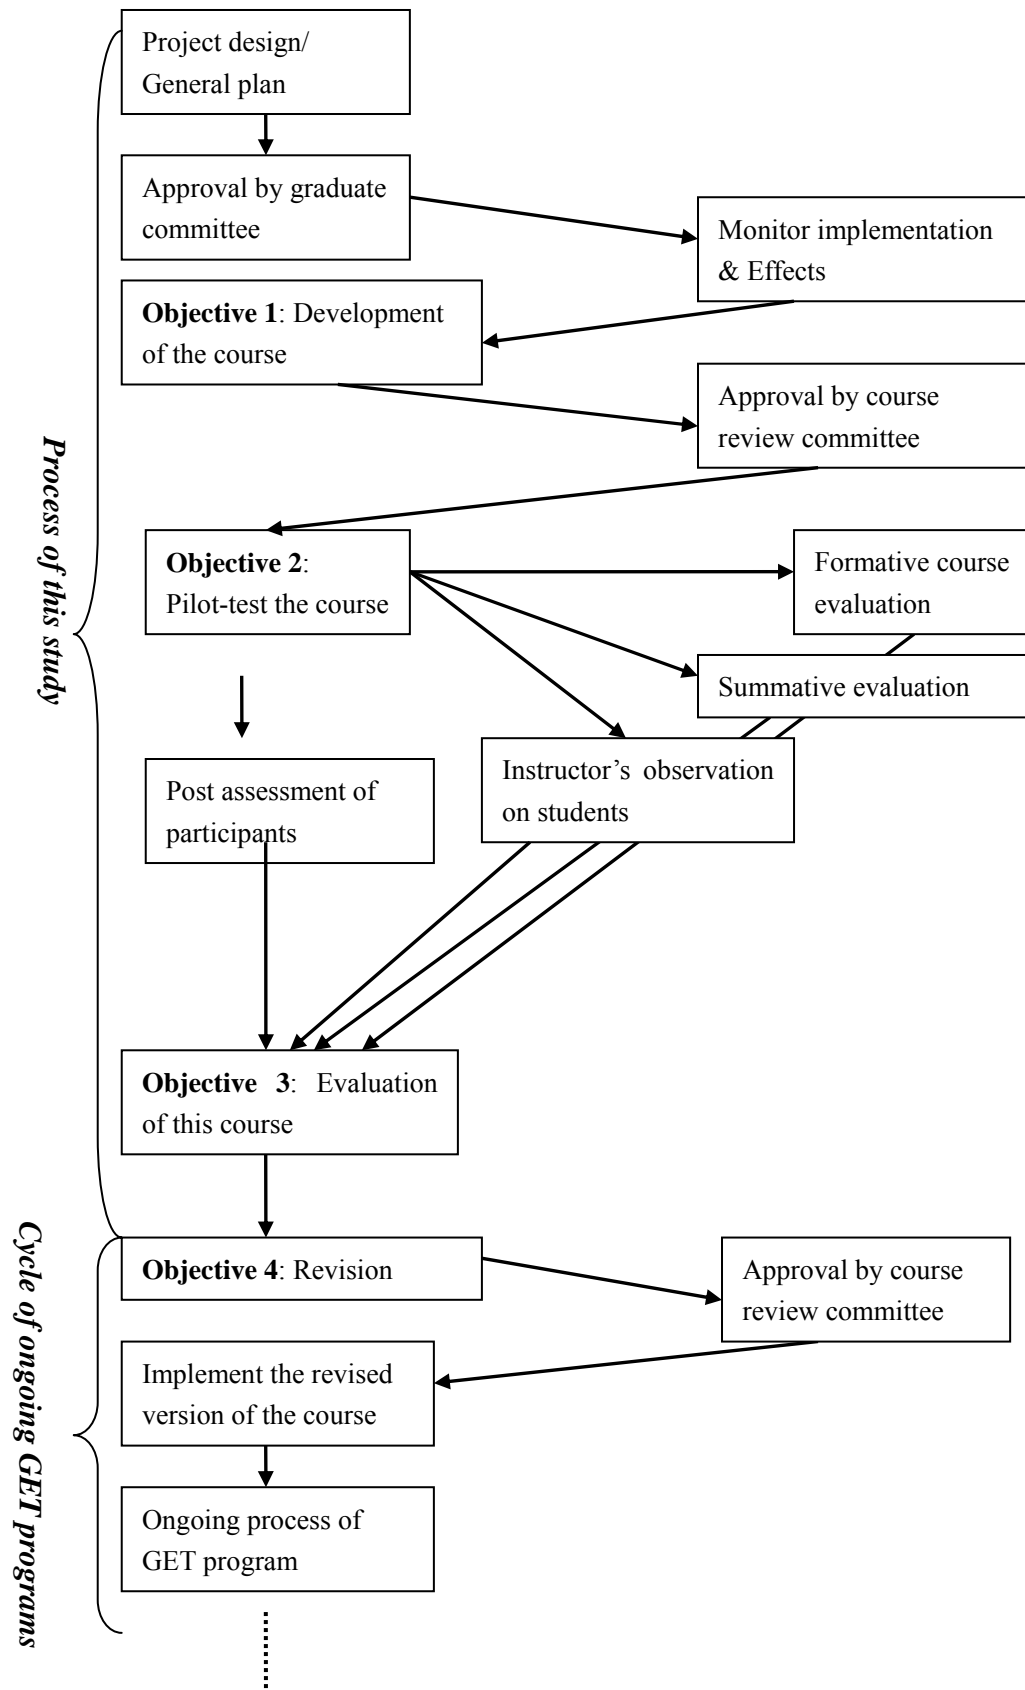 Project design/
General plan
Approval by graduate
committee
Monitor implementation
& Effects
Objective 1: Development
of the course
Approval by course
review committee
Process of this study
Objective 2:
Pilot-test the course
Formative course
evaluation
Summative evaluation
Instructor’s observation
on students
Post assessment of
participants
Objective 3: Evaluation
of this course
Cycle of ongoing GET programs
Objective 4: Revision
Approval by course
review committee
Implement the revised
version of the course
Ongoing process of
GET program